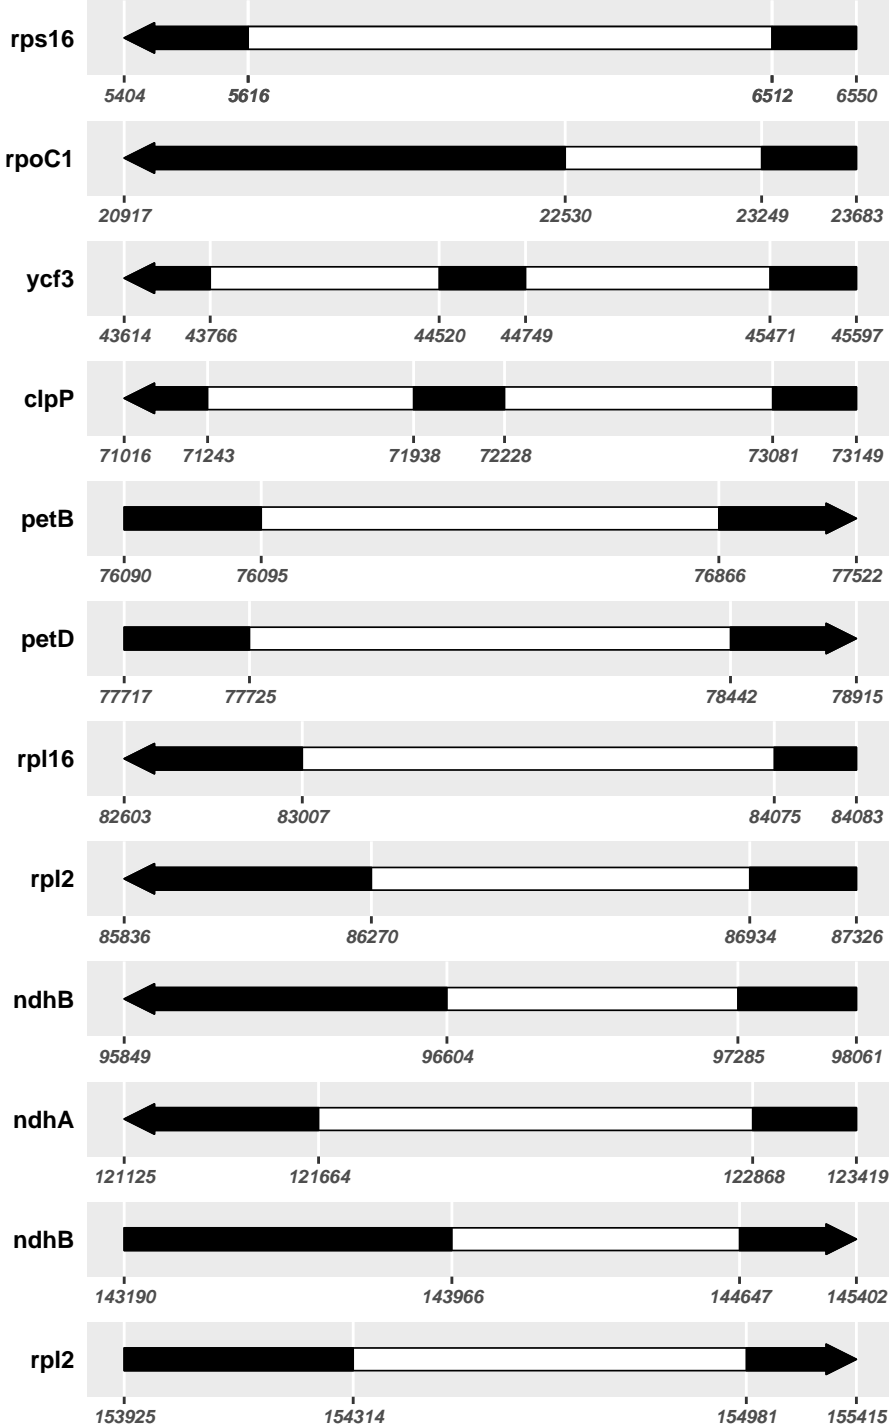 rps16
5404 5616 6512 6550
rpoC1
20917 22530 23249 23683
ycf3
43614 43766 44520 44749 45471 45597
clpP
71016 71243 71938 72228 73081 73149
petB
76090 76095 76866 77522
petD
77717 77725 78442 78915
rpl16
82603 83007 84075 84083
rpl2
85836 86270 86934 87326
ndhB
95849 96604 97285 98061
ndhA
121125 121664 122868 123419
ndhB
143190 143966 144647 145402
rpl2
153925 154314 154981 155415